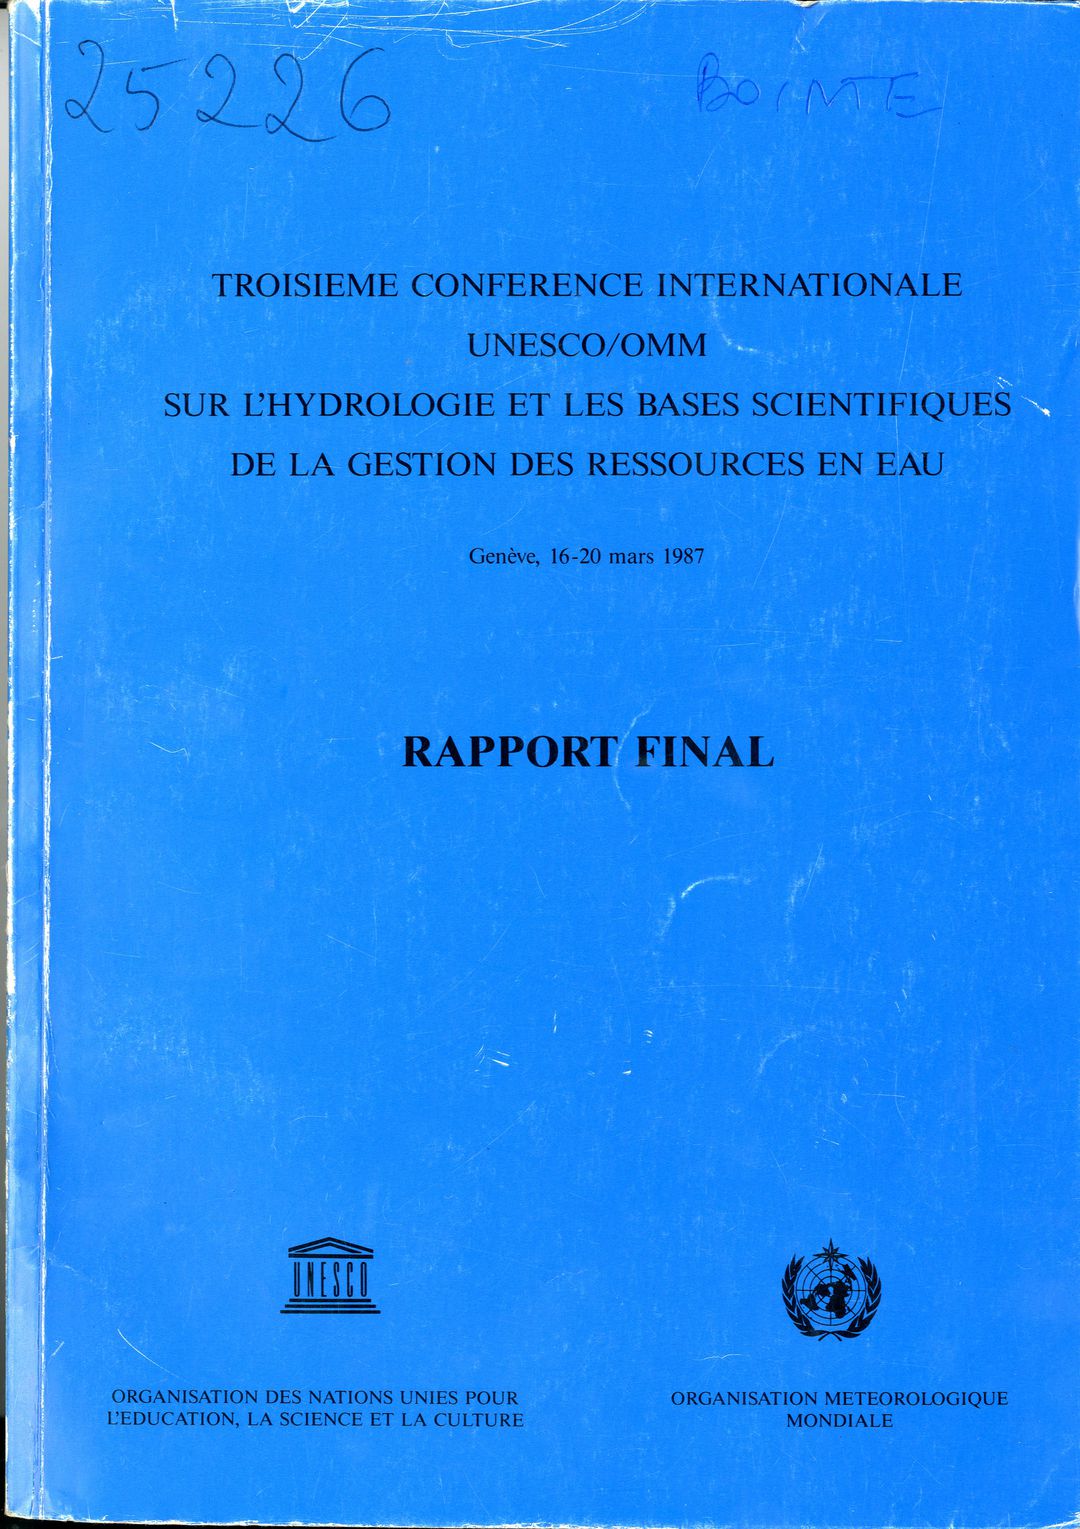 25226
TROISIEME CONFERENCE INTERNATIONALE
UNESCO/OMM
SUR L'HYDROLOGIE ET LES BASES SCIENTIFIQUES
DE LA GESTION DES RESSOURCES EN EAU
Genève, 16-20 mars 1987
RAPPORT FINAL
UNESCO
ORGANISATION DES NATIONS UNIES POUR
L'EDUCATION, LA SCIENCE ET LA CULTURE
ORGANISATION METEOROLOGIQUE
MONDIALE